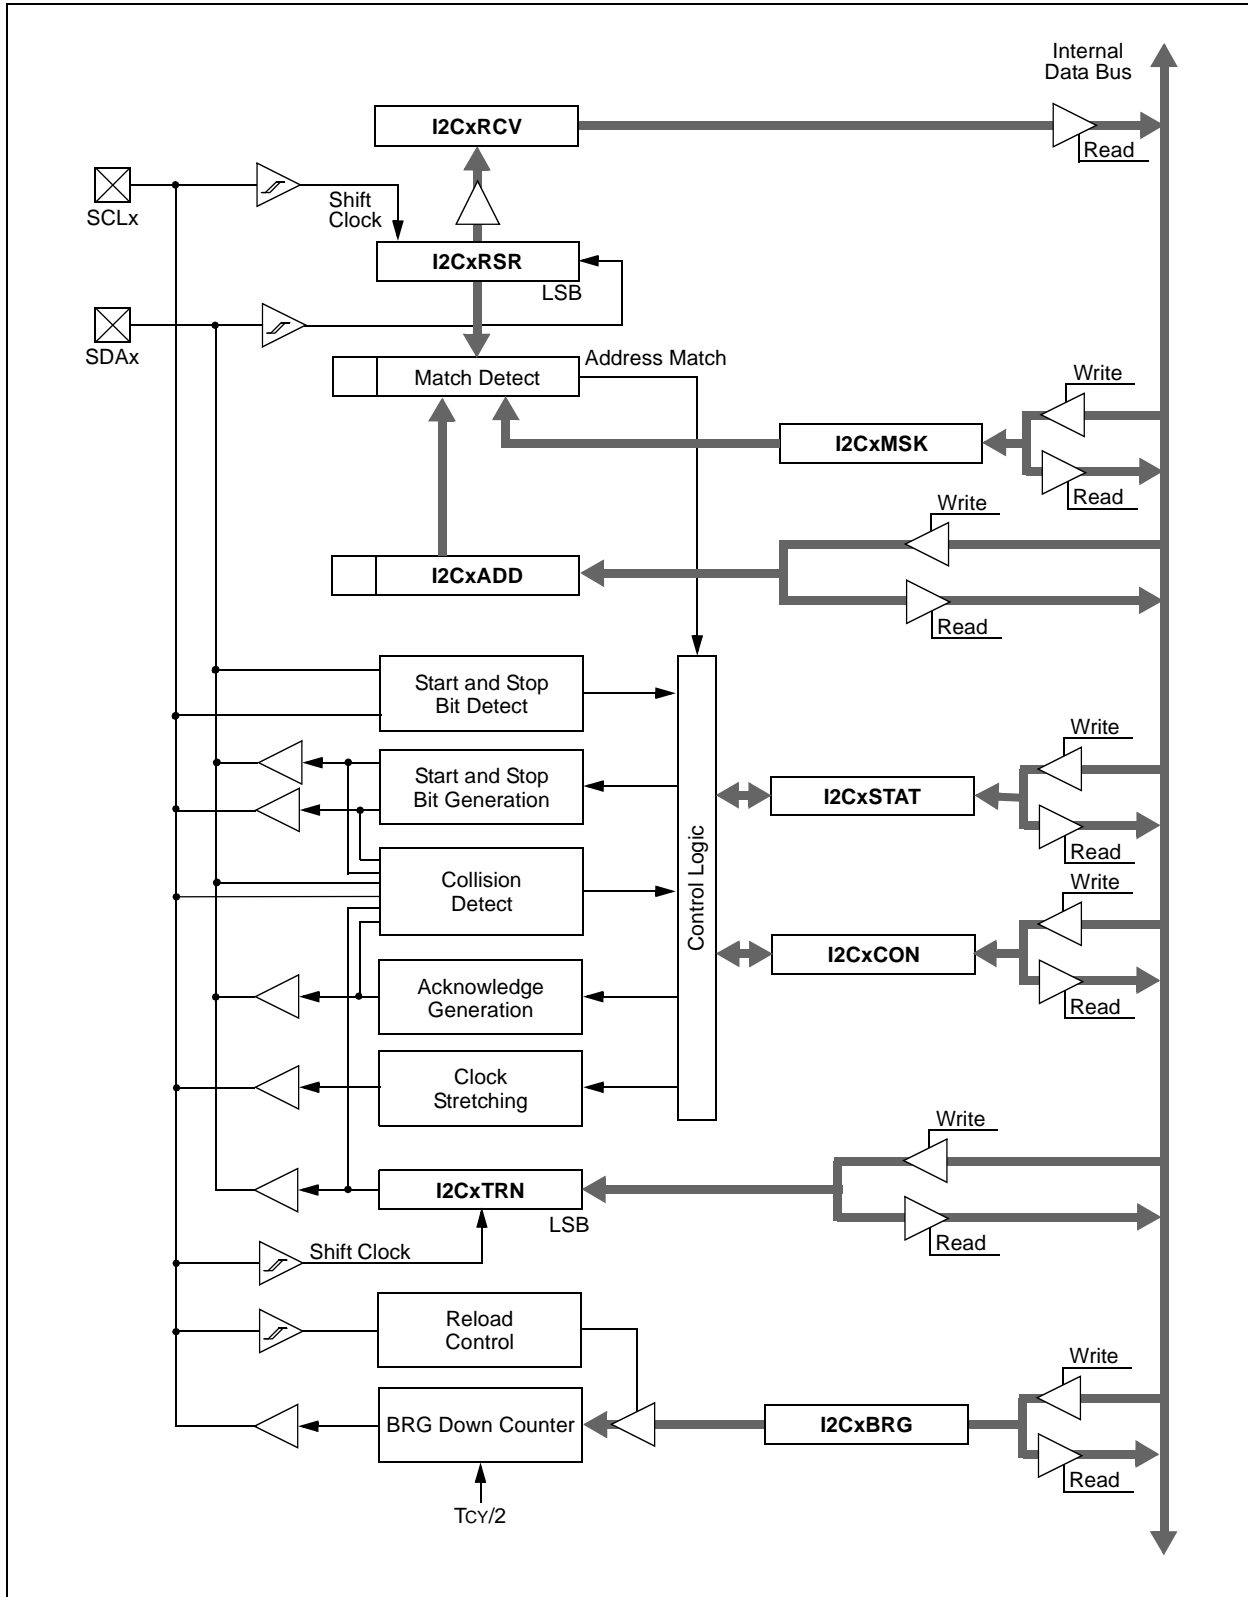 Internal
Data Bus
I2CxRCV
Read
SCLx
Shift
Clock
I2CxRSR
LSB
SDAx
Address Match
Match Detect
Write
I2CxMSK
Read
Write
I2CxADD
Read
Start and Stop
Bit Detect
Write
Start and Stop
Bit Generation
I2CxSTAT
Read
Control Logic
Collision
Detect
Write
I2CxCON
Read
Acknowledge
Generation
Clock
Stretching
Write
I2CxTRN
LSB
Read
Shift Clock
Reload
Control
Write
BRG Down Counter
I2CxBRG
Read
TCY/2